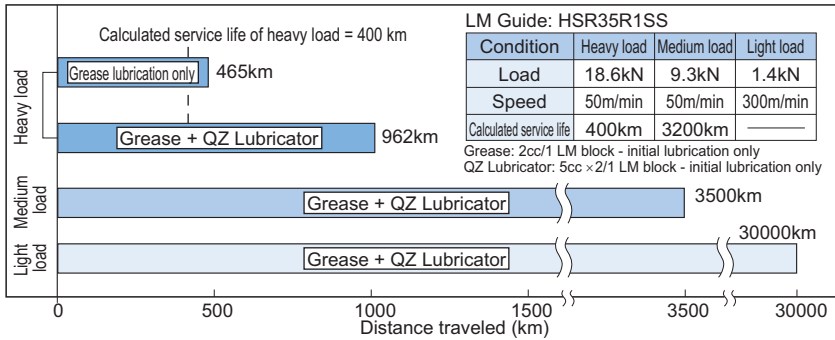 Calculated service life of heavy load = 400 km
Heavy load
Grease lubrication only
465km
Grease + QZ Lubricator
962km
LM Guide: HSR35R1SS
Condition Heavy load Medium load Light load
Load 18.6kN 9.3kN 1.4kN
Speed 50m/min 50m/min 300m/min
Calculated service life 400km 3200km ———
Grease: 2cc/1 LM block - initial lubrication only
QZ Lubricator: 5cc ×2/1 LM block - initial lubrication only
Medium
load
Grease + QZ Lubricator
3500km
Light
load
Grease + QZ Lubricator
30000km
0 500 1000 1500 3500 30000
Distance traveled (km)